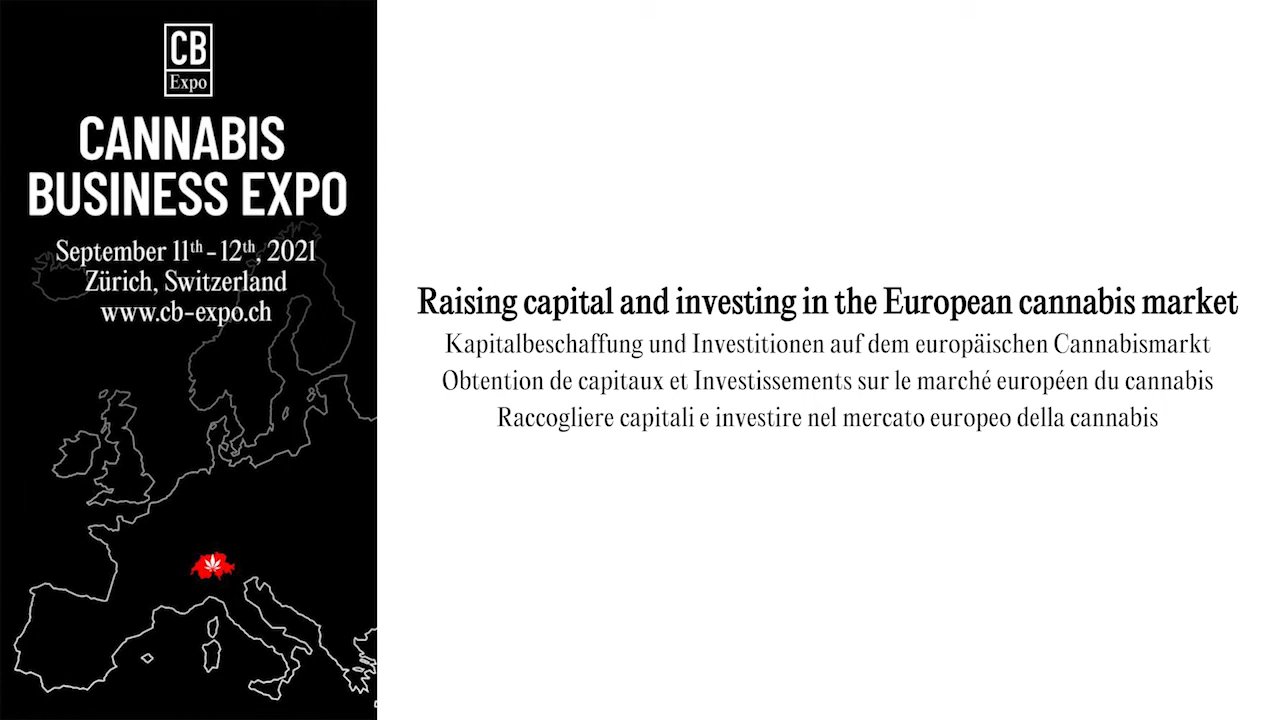 CB
Expo
CANNABIS
BUSINESS EXPO
September 11th - 12th, 2021
Zürich, Switzerland
www.cb-expo.ch
Raising capital and investing in the European cannabis market
Kapitalbeschaffung und Investitionen auf dem europäischen Cannabismarkt
Obtention de capitaux et Investissements sur le marché européen du cannabis
Raccogliere capitali e investire nel mercato europeo della cannabis